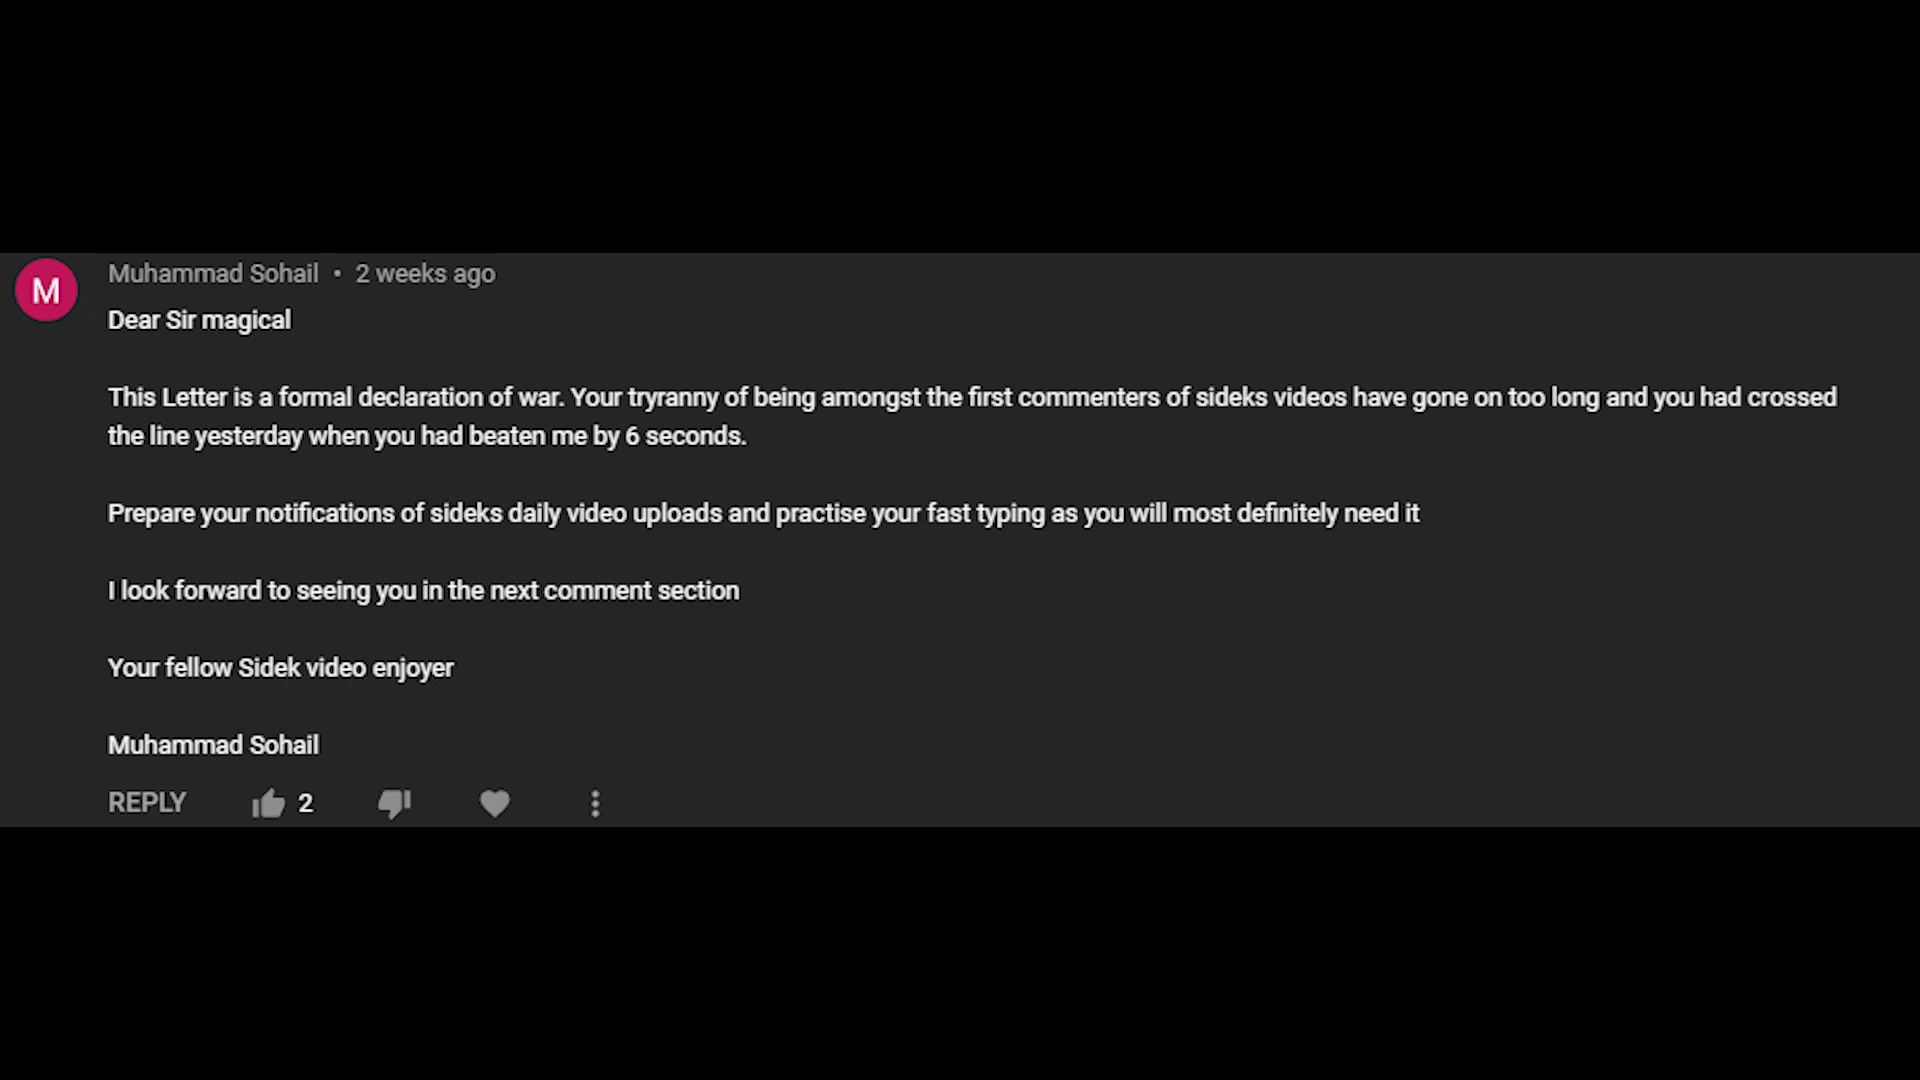 M
Muhammad Sohail • 2 weeks ago
Dear Sir magical
This Letter is a formal declaration of war. Your tryranny of being amongst the first commenters of sideks videos have gone on too long and you had crossed
the line yesterday when you had beaten me by 6 seconds.
Prepare your notifications of sideks daily video uploads and practise your fast typing as you will most definitely need it
I look forward to seeing you in the next comment section
Your fellow Sidek video enjoyer
Muhammad Sohail
REPLY 2